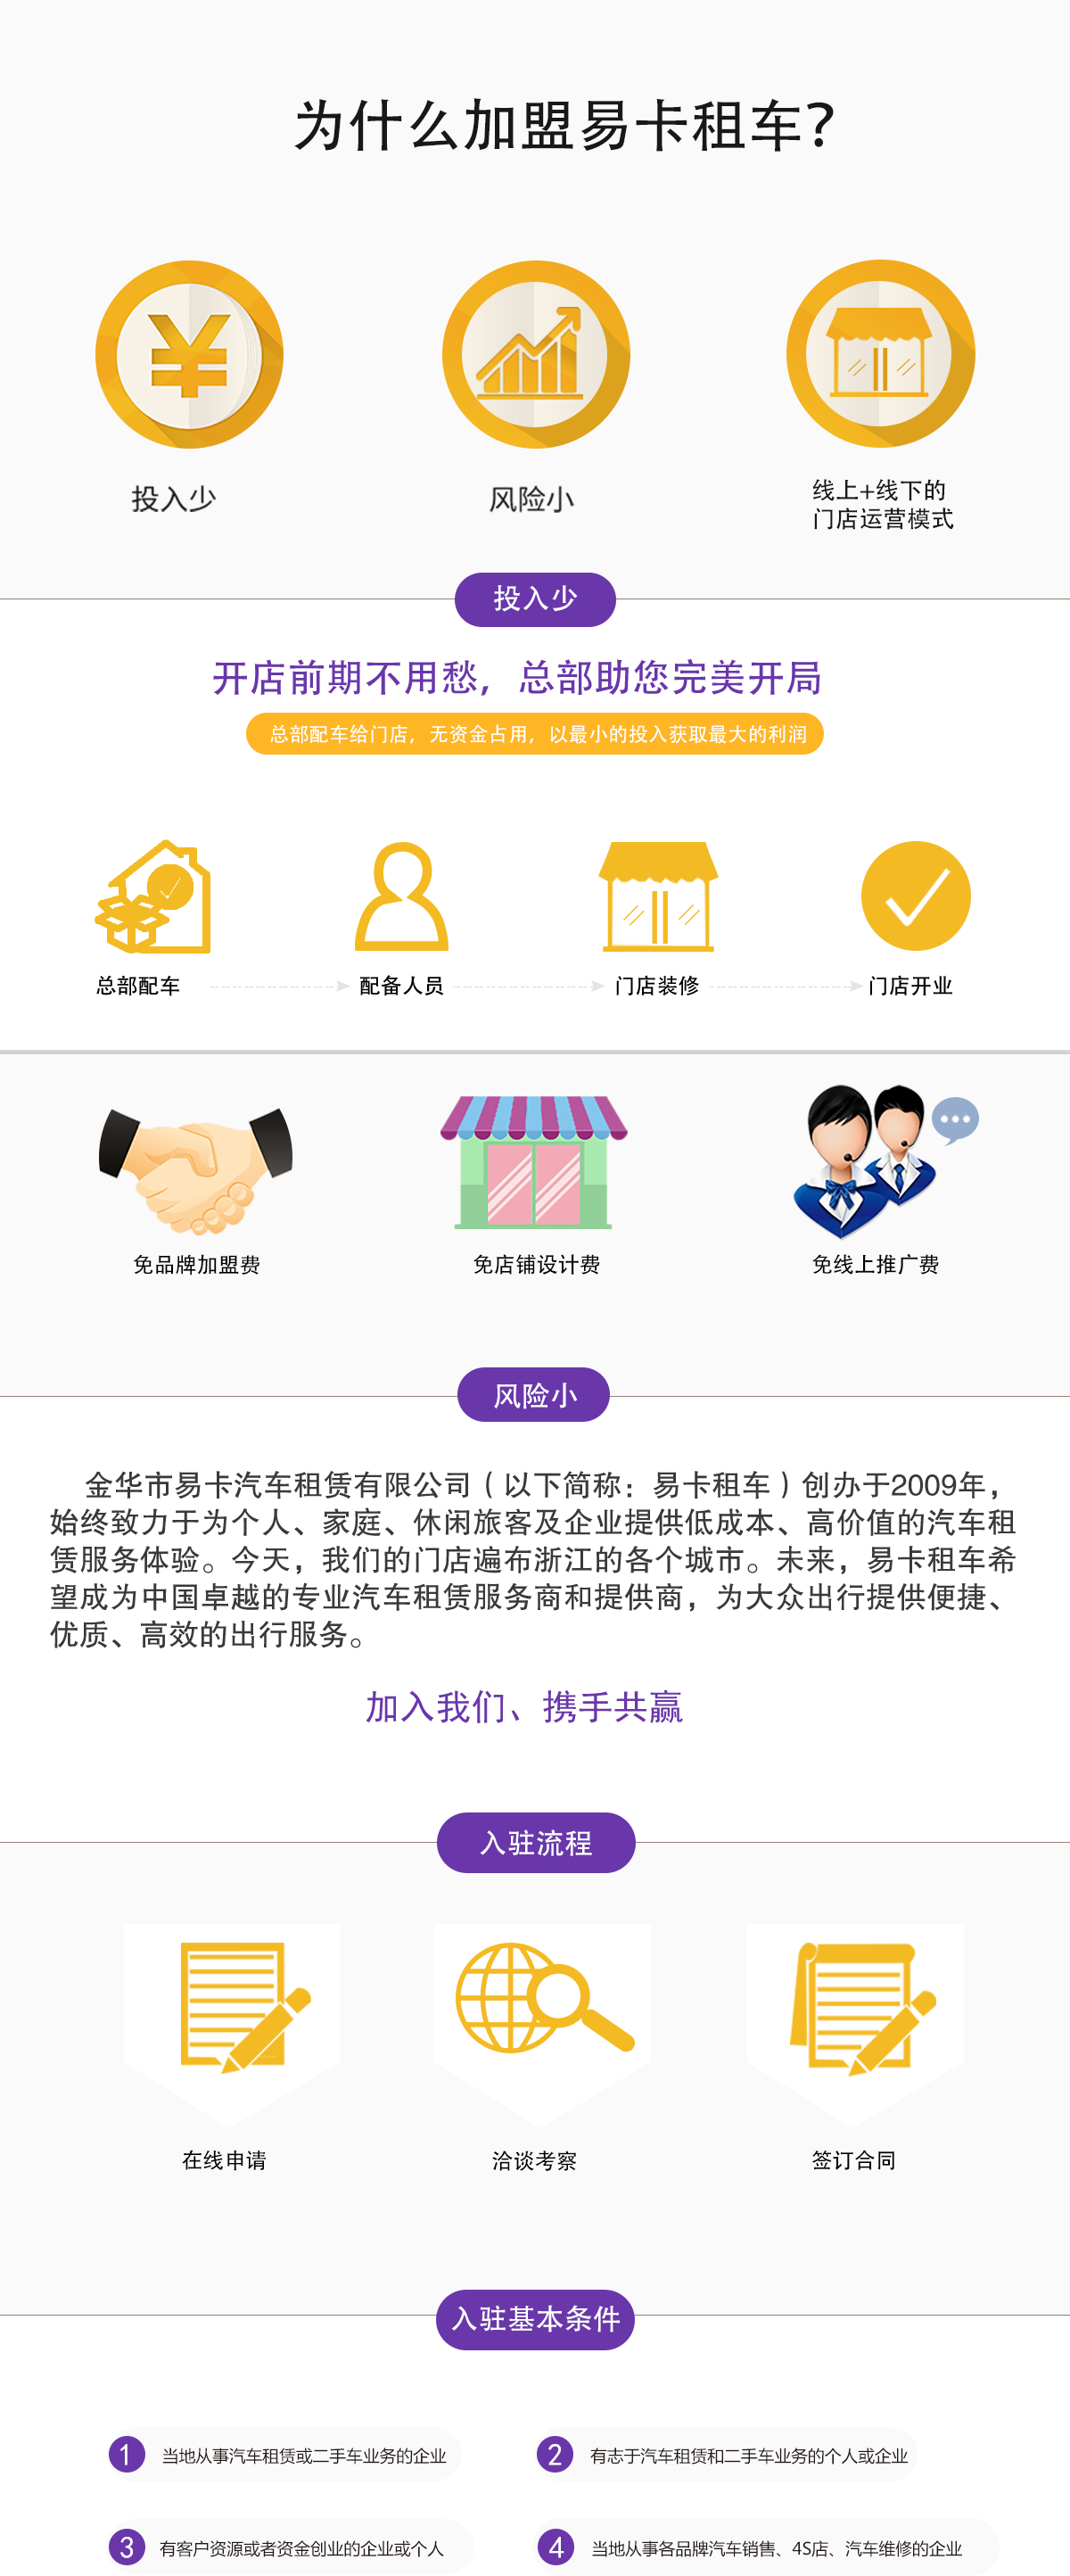 为什么加盟易卡租车？
投入少
风险小
线上+线下的
门店运营模式
投入少
开店前期不用愁，总部助您完美开局
总部配车给门店，无资金占用，以最小的投入获取最大的利润
总部配车
配备人员
门店装修
门店开业
免品牌加盟费
免店铺设计费
免线上推广费
风险小
金华市易卡汽车租赁有限公司（以下简称：易卡租车）创办于2009年，
始终致力于为个人、家庭、休闲旅客及企业提供低成本、高价值的汽车租
赁服务体验。今天，我们的门店遍布浙江的各个城市。未来，易卡租车希
望成为中国卓越的专业汽车租赁服务商和提供商，为大众出行提供便捷、
优质、高效的出行服务。
加入我们、携手共赢
入驻流程
在线申请
洽谈考察
签订合同
入驻基本条件
1 当地从事汽车租赁或二手车业务的企业
2 有志于汽车租赁和二手车业务的个人或企业
3 有客户资源或者资金创业的企业或个人
4 当地从事各品牌汽车销售、4S店、汽车维修的企业